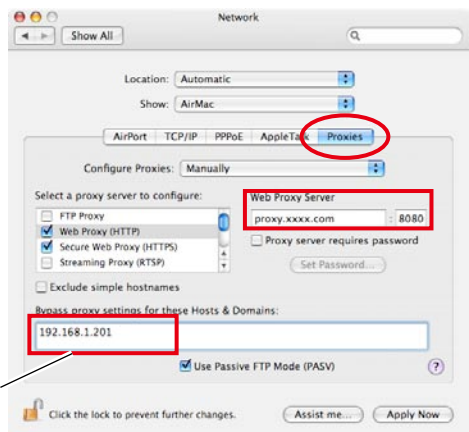 Network
Show All
Location: Automatic
Show: AirMac
AirPort TCP/IP PPPoE AppleTalk Proxies
Configure Proxies: Manually
Select a proxy server to configure:
FTP Proxy
Web Proxy (HTTP)
Secure Web Proxy (HTTPS)
Streaming Proxy (RTSP)
Web Proxy Server
proxy.xxxx.com : 8080
Proxy server requires password
Set Password...
Exclude simple hostnames
Bypass proxy settings for these Hosts & Domains:
192.168.1.201
Use Passive FTP Mode (PASV)
?
Click the lock to prevent further changes.
Assist me...
Apply Now